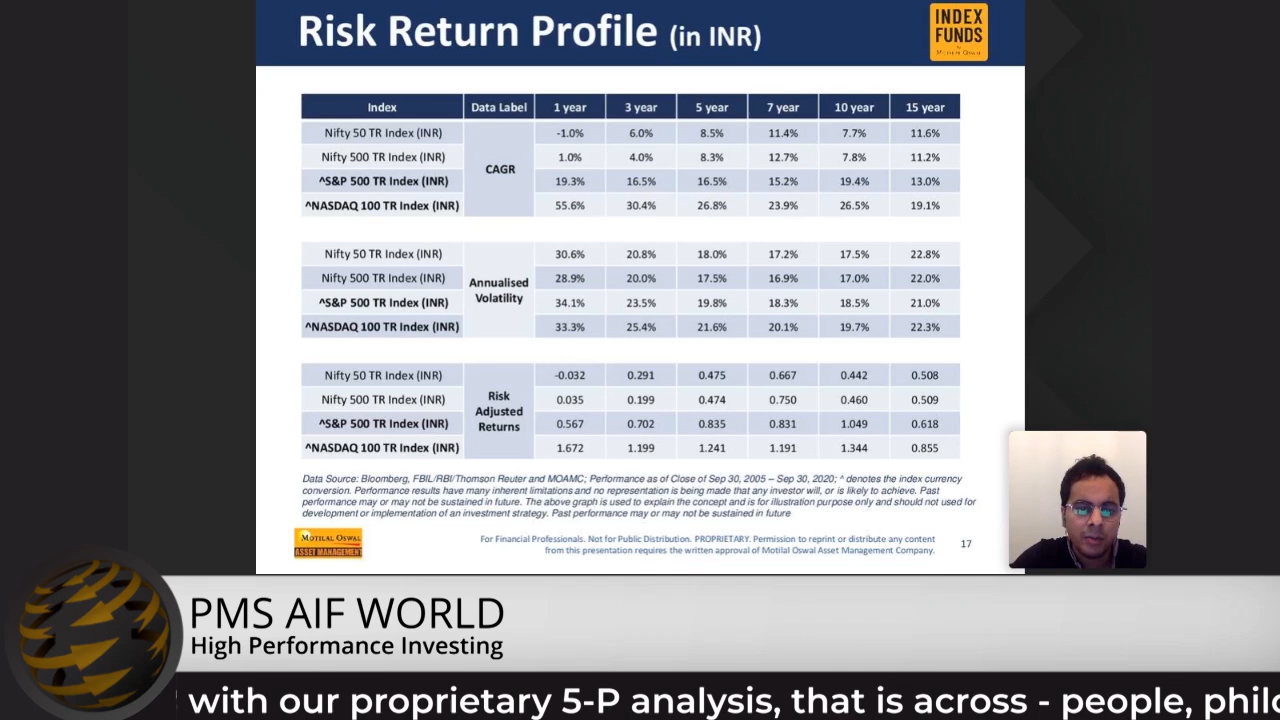 Risk Return Profile (in INR)
INDEX
FUNDS
by
MOTILAL OSWAL
Index Data Label 1 year 3 year 5 year 7 year 10 year 15 year
Nifty 50 TR Index (INR) -1.0% 6.0% 8.5% 11.4% 7.7% 11.6%
Nifty 500 TR Index (INR) 1.0% 4.0% 8.3% 12.7% 7.8% 11.2%
CAGR
^S&P 500 TR Index (INR) 19.3% 16.5% 16.5% 15.2% 19.4% 13.0%
^NASDAQ 100 TR Index (INR) 55.6% 30.4% 26.8% 23.9% 26.5% 19.1%
Nifty 50 TR Index (INR) 30.6% 20.8% 18.0% 17.2% 17.5% 22.8%
Nifty 500 TR Index (INR) 28.9% 20.0% 17.5% 16.9% 17.0% 22.0%
Annualised
Volatility
^S&P 500 TR Index (INR) 34.1% 23.5% 19.8% 18.3% 18.5% 21.0%
^NASDAQ 100 TR Index (INR) 33.3% 25.4% 21.6% 20.1% 19.7% 22.3%
Nifty 50 TR Index (INR) -0.032 0.291 0.475 0.667 0.442 0.508
Nifty 500 TR Index (INR) 0.035 0.199 0.474 0.750 0.460 0.509
Risk
Adjusted
Returns
^S&P 500 TR Index (INR) 0.567 0.702 0.835 0.831 1.049 0.618
^NASDAQ 100 TR Index (INR) 1.672 1.199 1.241 1.191 1.344 0.855
Data Source: Bloomberg, FBIL/RBI/Thomson Reuter and MOAMC; Performance as of Close of Sep 30, 2005 – Sep 30, 2020; ^ denotes the index currency
conversion. Performance results have many inherent limitations and no representation is being made that any investor will, or is likely to achieve. Past
performance may or may not be sustained in future. The above graph is used to explain the concept and is for illustration purpose only and should not used for
development or implementation of an investment strategy. Past performance may or may not be sustained in future
MOTILAL OSWAL
ASSET MANAGEMENT
For Financial Professionals. Not for Public Distribution. PROPRIETARY. Permission to reprint or distribute any content
from this presentation requires the written approval of Motilal Oswal Asset Management Company.
17
PMS AIF WORLD
High Performance Investing
with our proprietary 5-P analysis, that is across - people, philo